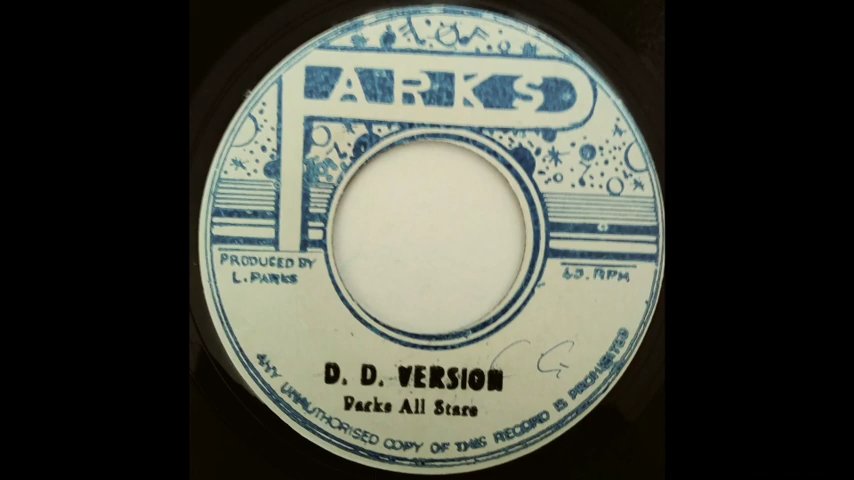 PARKS
PRODUCED BY
L. PARKS
45. RPM
D. D. VERSION
Parks All Stars
ANY UNAUTHORISED COPY OF THIS RECORD IS PROHIBITED